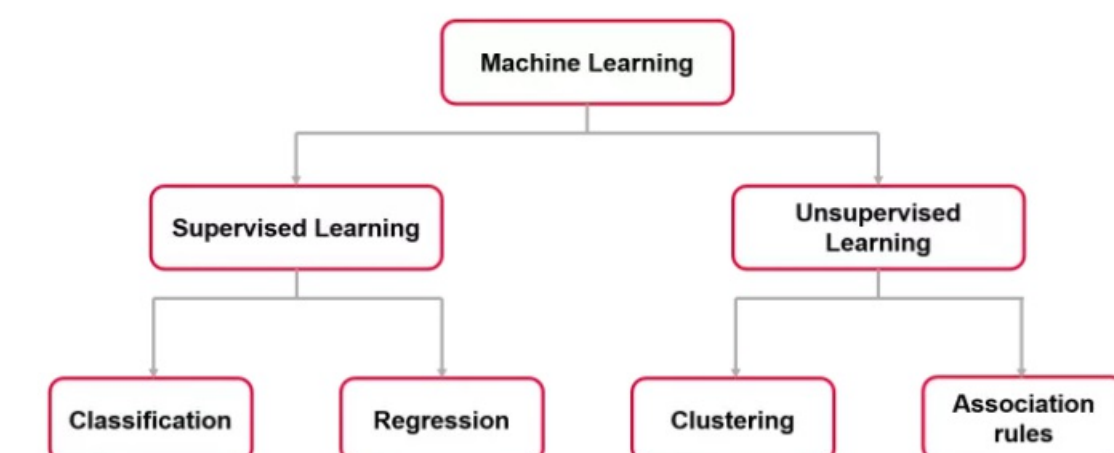 Machine Learning
Supervised Learning
Unsupervised
Learning
Classification
Regression
Clustering
Association
rules